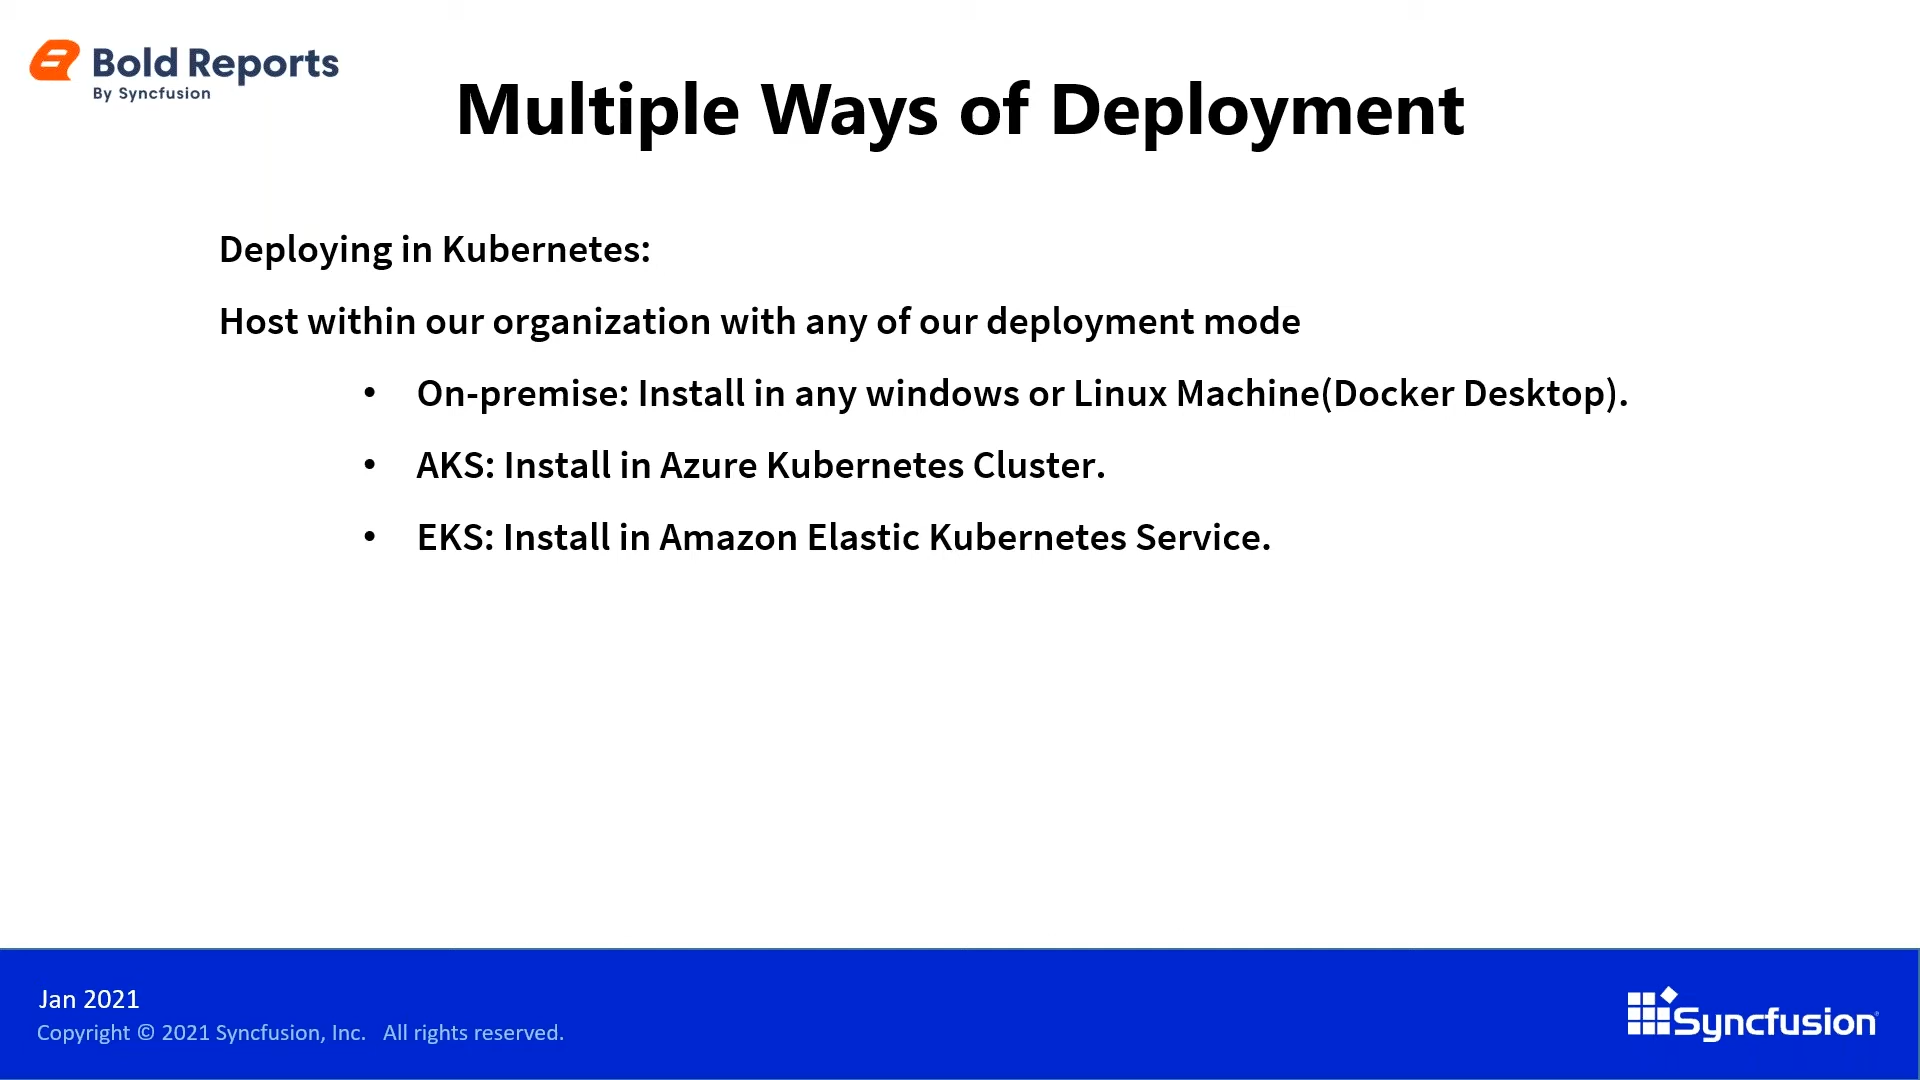 Bold Reports
By Syncfusion
Multiple Ways of Deployment
Deploying in Kubernetes:
Host within our organization with any of our deployment mode
• On-premise: Install in any windows or Linux Machine(Docker Desktop).
• AKS: Install in Azure Kubernetes Cluster.
• EKS: Install in Amazon Elastic Kubernetes Service.
Jan 2021
Copyright © 2021 Syncfusion, Inc. All rights reserved.
Syncfusion